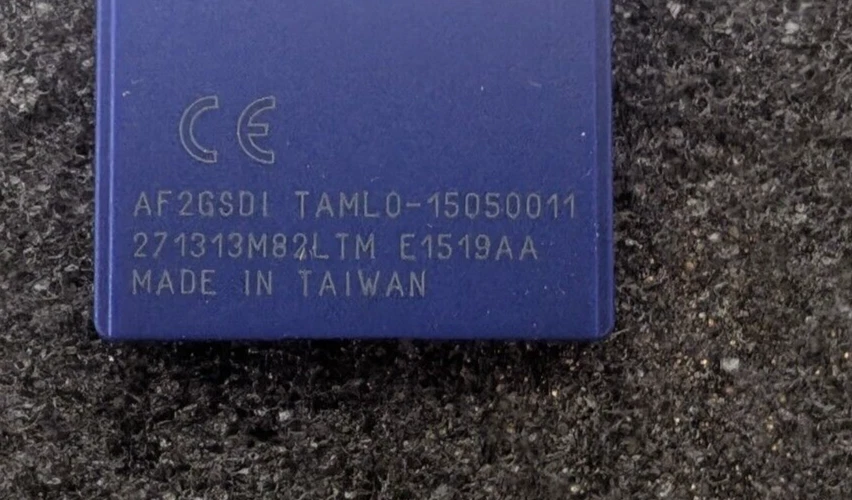 CE
AF2GSDI TAML0-15050011
271313M82LTM E1519AA
MADE IN TAIWAN